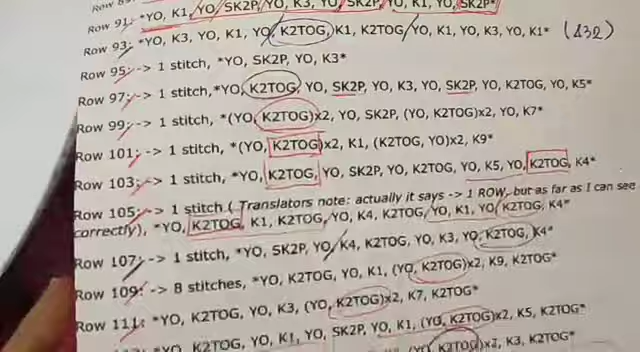 Row 91: *YO, K1, YO, SK2P, YO, K3, YO, SK2P, YO, K1, YO, SK2P*
Row 93: *YO, K3, YO, K1, YO, K2TOG, K1, K2TOG, YO, K1, YO, K3, YO, K1* (132)
Row 95: -> 1 stitch, *YO, SK2P, YO, K3*
Row 97: -> 1 stitch, *YO, K2TOG, YO, SK2P, YO, K3, YO, SK2P, YO, K2TOG, YO, K5*
Row 99: -> 1 stitch, *(YO, K2TOG)x2, YO, SK2P, (YO, K2TOG)x2, YO, K7*
Row 101: -> 1 stitch, *(YO, K2TOG)x2, K1, (K2TOG, YO)x2, K9*
Row 103: -> 1 stitch, *YO, K2TOG, YO, SK2P, YO, K2TOG, YO, K5, YO, K2TOG, K4*
Row 105: -> 1 stitch ( Translators note: actually it says -> 1 ROW, but as far as I can see
correctly), *YO, K2TOG, K1, K2TOG, YO, K4, K2TOG, YO, K1, YO, K2TOG, K4*
Row 107: -> 1 stitch, *YO, SK2P, YO, K4, K2TOG, YO, K3, YO, K2TOG, K4*
Row 109: -> 8 stitches, *YO, K2TOG, YO, K1, (YO, K2TOG)x2, K9, K2TOG*
Row 111: *YO, K2TOG, YO, K3, (YO, K2TOG)x2, K7, K2TOG*
*YO, K2TOG, YO, K1, YO, SK2P, YO, K1, (YO, K2TOG)x2, K5, K2TOG*
K2TOG)x2, K3, K2TOG*